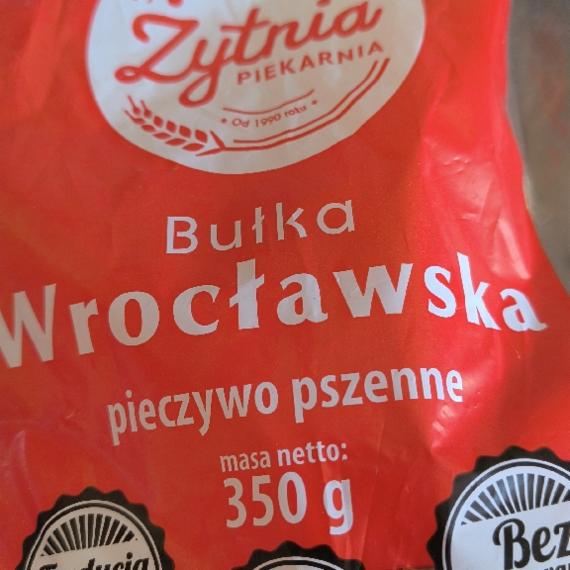 Żytnia
PIEKARNIA
Od 1990 roku
Bułka
Wrocławska
pieczywo pszenne
masa netto:
350 g
Bez